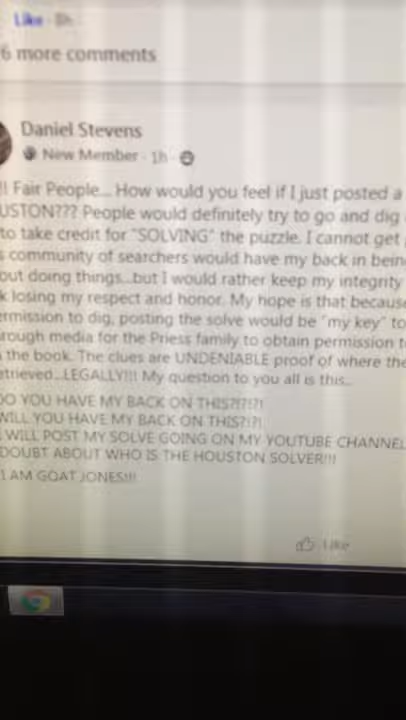 Like · 8h
6 more comments
Daniel Stevens
New Member · 1h ·
!! Fair People... How would you feel if I just posted a
USTON??? People would definitely try to go and dig
to take credit for "SOLVING" the puzzle. I cannot get
s community of searchers would have my back in bein
out doing things...but I would rather keep my integrity
k losing my respect and honor. My hope is that because
ermission to dig, posting the solve would be "my key" to
rough media for the Priess family to obtain permission t
the book. The clues are UNDENIABLE proof of where the
etrieved...LEGALLY!!! My question to you all is this...
DO YOU HAVE MY BACK ON THIS?!?!?!
WILL YOU HAVE MY BACK ON THIS?!?!
I WILL POST MY SOLVE GOING ON MY YOUTUBE CHANNEL
DOUBT ABOUT WHO IS THE HOUSTON SOLVER!!!
I AM GOAT JONES!!!
Like